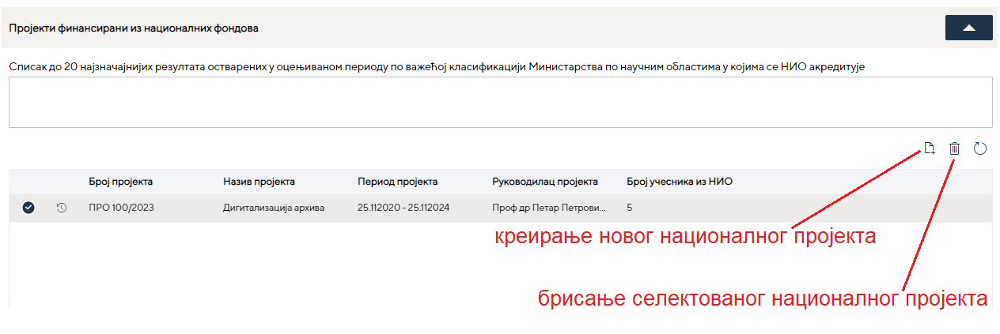 Пројекти финансирани из националних фондова
Списак до 20 најзначајнијих резултата остварених у оцењиваном периоду по важећој класификацији Министарства по научним областима у којима се НИО акредитује
Број пројекта Назив пројекта Период пројекта Руководилац пројекта Број учесника из НИО
ПРО 100/2023 Дигитализација архива 25.112020 - 25.112024 Проф др Петар Петрови... 5
креирање новог националног пројекта
брисање селектованог националног пројекта